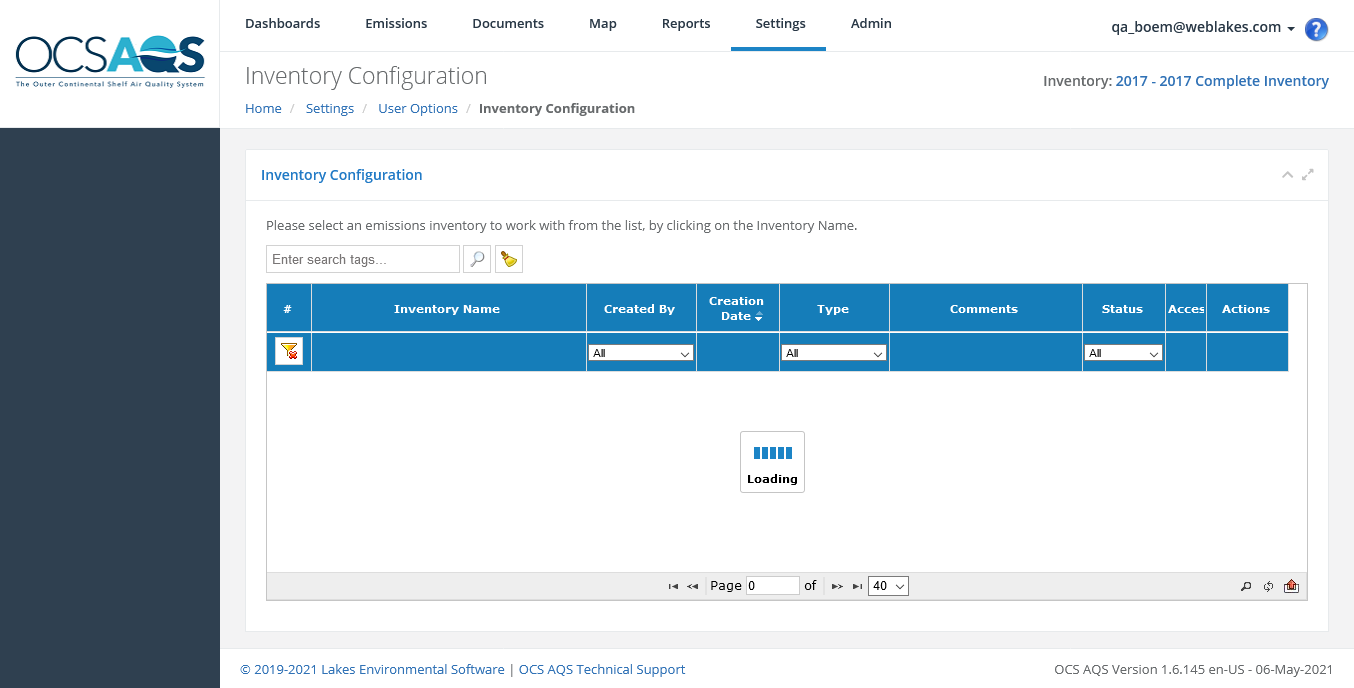 OCSAQS
The Outer Continental Shelf Air Quality System
Dashboards Emissions Documents Map Reports Settings Admin
qa_boem@weblakes.com
?
Inventory Configuration
Inventory: 2017 - 2017 Complete Inventory
Home / Settings / User Options / Inventory Configuration
Inventory Configuration
Please select an emissions inventory to work with from the list, by clicking on the Inventory Name.
Enter search tags...
# Inventory Name Created By Creation Date Type Comments Status Acces Actions
All All All
Loading
Page 0 of 40
© 2019-2021 Lakes Environmental Software | OCS AQS Technical Support
OCS AQS Version 1.6.145 en-US - 06-May-2021